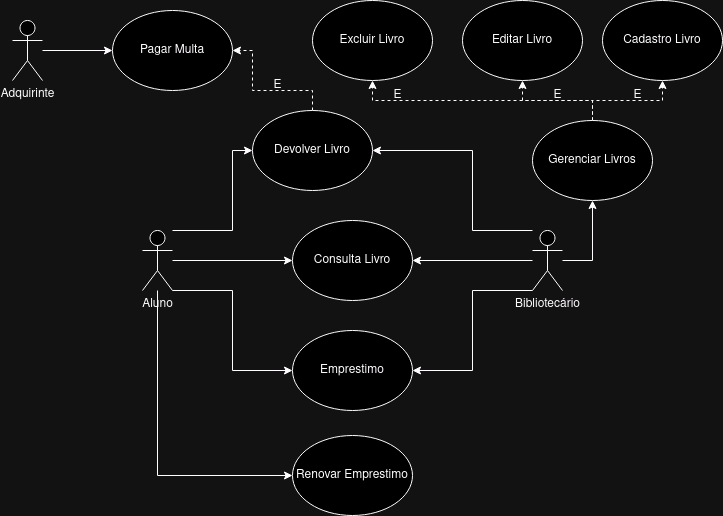 Excluir Livro
Editar Livro
Cadastro Livro
Pagar Multa
Adquirinte
E
E
E
E
Devolver Livro
Gerenciar Livros
Consulta Livro
Aluno
Bibliotecário
Emprestimo
Renovar Emprestimo